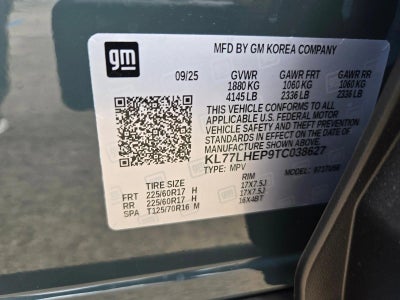 gm
MFD BY GM KOREA COMPANY
09/25 GVWR GAWR FRT GAWR RR
1880 KG 1060 KG 1060 KG
4145 LB 2336 LB 2336 LB
THIS VEHICLE CONFORMS TO ALL
APPLICABLE U.S. FEDERAL MOTOR
VEHICLE SAFETY
STANDARDS IN EFFECT ON THE DATE OF
MANUFACTURE SHOWN ABOVE.
KL77LHEP9TC038627
TYPE: MPV MODEL:
TIRE SIZE RIM
FRT 225/60R17 H 17X7.5J
RR 225/60R17 H 17X7.5J
SPA T125/70R16 M 16X4BT